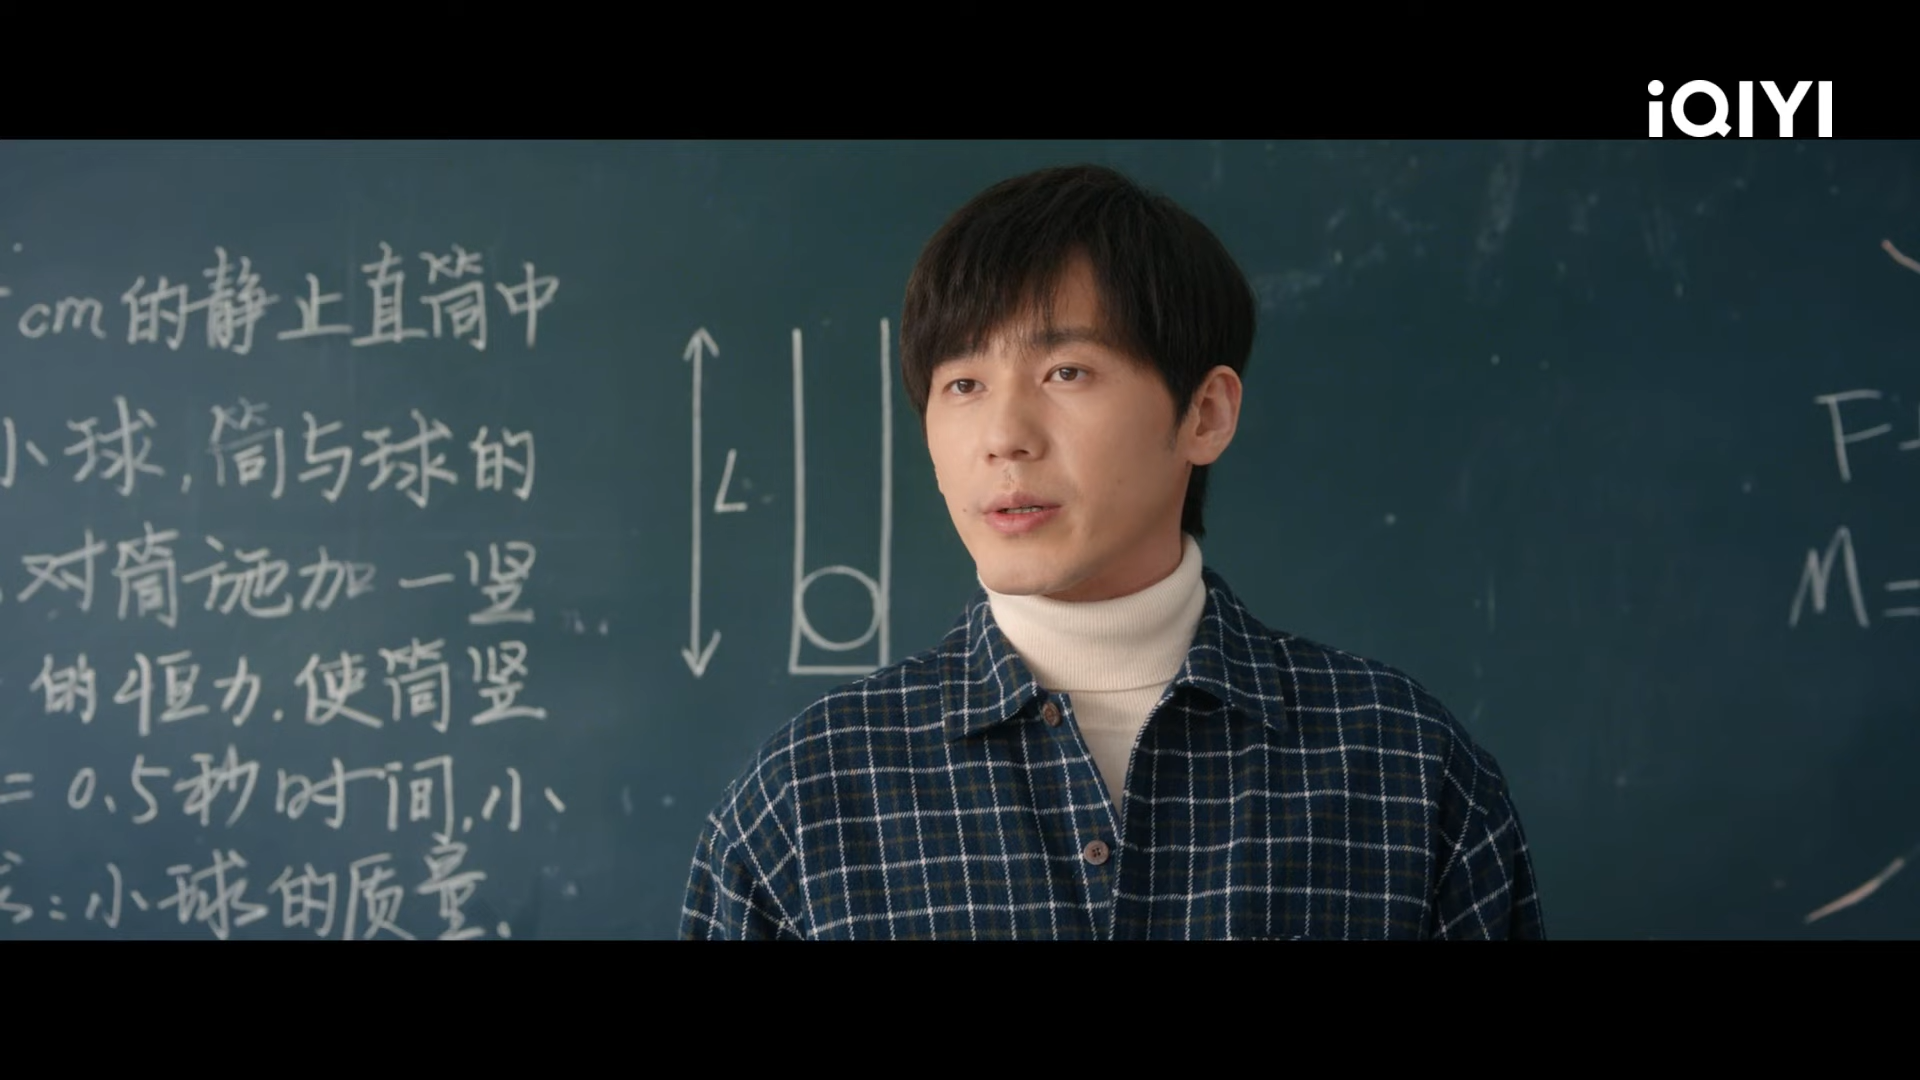 iQIYI
cm的静止直筒中
小球,筒与球的
对筒施加一竖
的恒力.使筒竖
=0.5秒时间,小
:小球的质量.
L
F=
M=